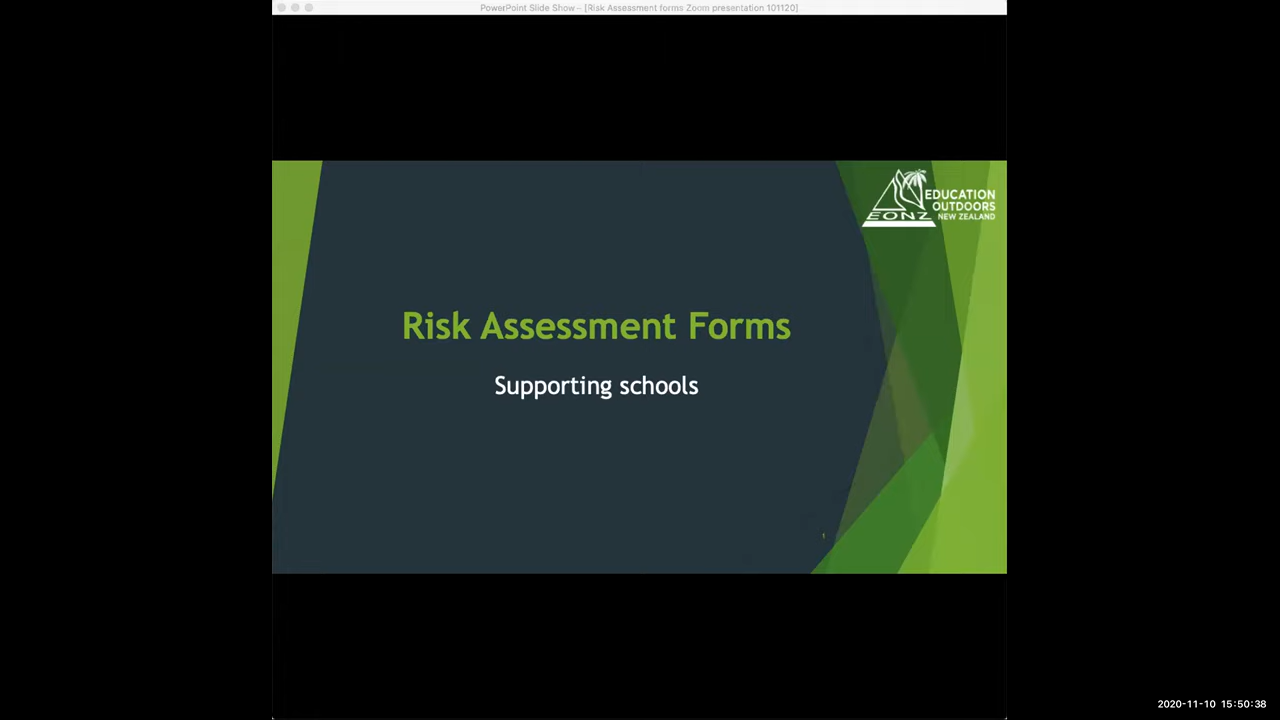 PowerPoint Slide Show – [Risk Assessment forms Zoom presentation 101120]
EONZ
EDUCATION
OUTDOORS
NEW ZEALAND
Risk Assessment Forms
Supporting schools
1
2020-11-10 15:50:38